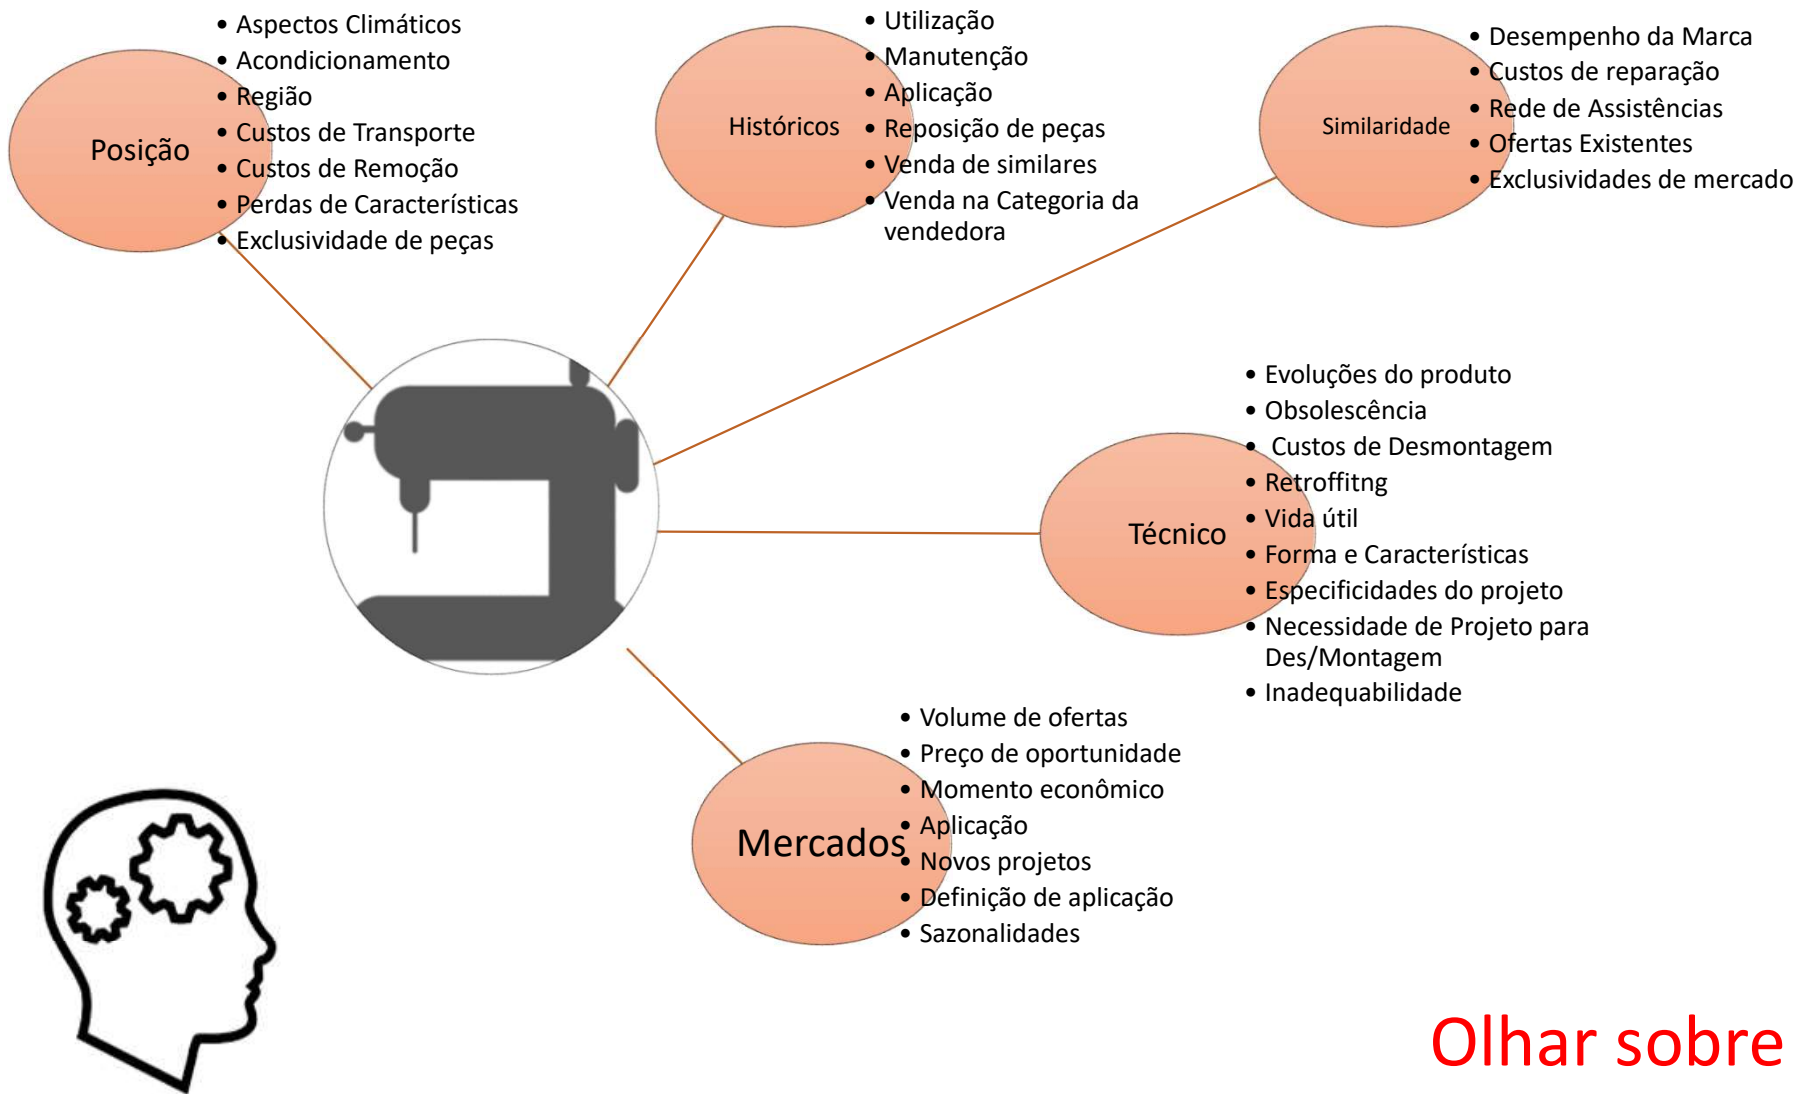 Posição
• Aspectos Climáticos
• Acondicionamento
• Região
• Custos de Transporte
• Custos de Remoção
• Perdas de Características
• Exclusividade de peças
Históricos
• Utilização
• Manutenção
• Aplicação
• Reposição de peças
• Venda de similares
• Venda na Categoria da
vendedora
Similaridade
• Desempenho da Marca
• Custos de reparação
• Rede de Assistências
• Ofertas Existentes
• Exclusividades de mercado
Técnico
• Evoluções do produto
• Obsolescência
• Custos de Desmontagem
• Retroffitng
• Vida útil
• Forma e Características
• Especificidades do projeto
• Necessidade de Projeto para
Des/Montagem
• Inadequabilidade
Mercados
• Volume de ofertas
• Preço de oportunidade
• Momento econômico
• Aplicação
• Novos projetos
• Definição de aplicação
• Sazonalidades
Olhar sobre